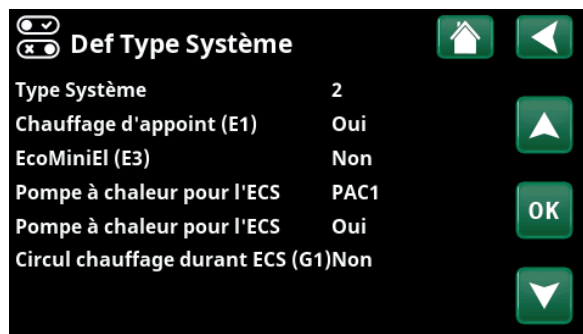 Def Type Système
Type Système 2
Chauffage d'appoint (E1) Oui
EcoMiniEl (E3) Non
Pompe à chaleur pour l'ECS PAC1
Pompe à chaleur pour l'ECS Oui
Circul chauffage durant ECS (G1)Non
OK